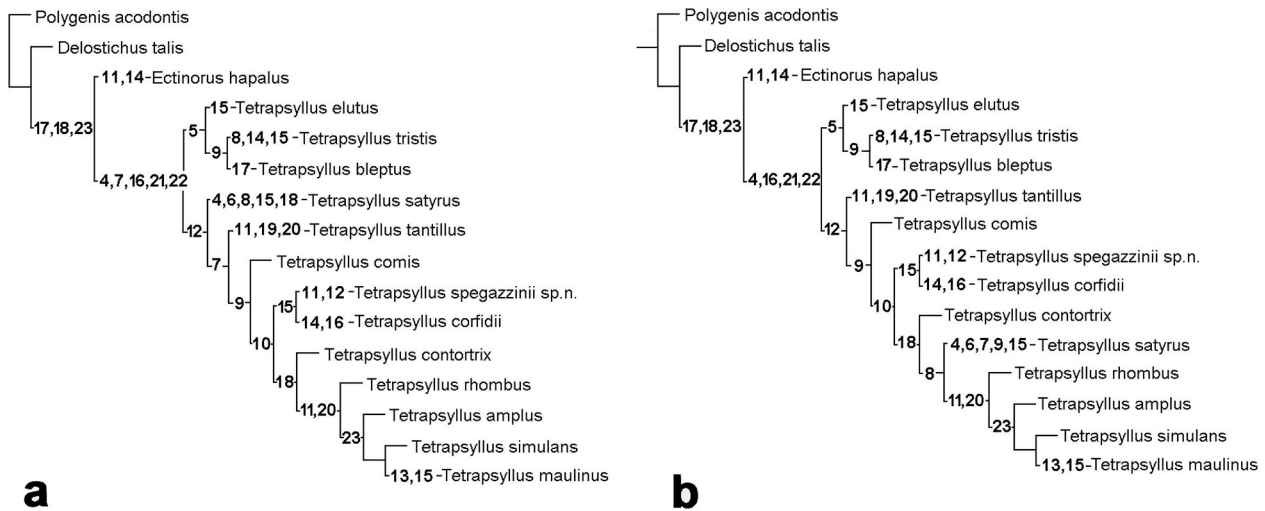 Polygenis acodontis
Delostichus talis
11,14-Ectinorus hapalus
17,18,23
15-Tetrapsyllus elutus
5
8,14,15-Tetrapsyllus tristis
9
17-Tetrapsyllus bleptus
4,7,16,21,22
4,6,8,15,18-Tetrapsyllus satyrus
12
11,19,20-Tetrapsyllus tantillus
7
Tetrapsyllus comis
9
11,12-Tetrapsyllus spegazzinii sp.n.
15
14,16-Tetrapsyllus corfidii
10
Tetrapsyllus contortrix
18
Tetrapsyllus rhombus
11,20
Tetrapsyllus amplus
23
Tetrapsyllus simulans
13,15-Tetrapsyllus maulinus
a
Polygenis acodontis
Delostichus talis
11,14-Ectinorus hapalus
17,18,23
15-Tetrapsyllus elutus
5
8,14,15-Tetrapsyllus tristis
9
17-Tetrapsyllus bleptus
4,16,21,22
11,19,20-Tetrapsyllus tantillus
12
Tetrapsyllus comis
9
11,12-Tetrapsyllus spegazzinii sp.n.
15
14,16-Tetrapsyllus corfidii
10
Tetrapsyllus contortrix
18
4,6,7,9,15-Tetrapsyllus satyrus
8
Tetrapsyllus rhombus
11,20
Tetrapsyllus amplus
23
Tetrapsyllus simulans
13,15-Tetrapsyllus maulinus
b